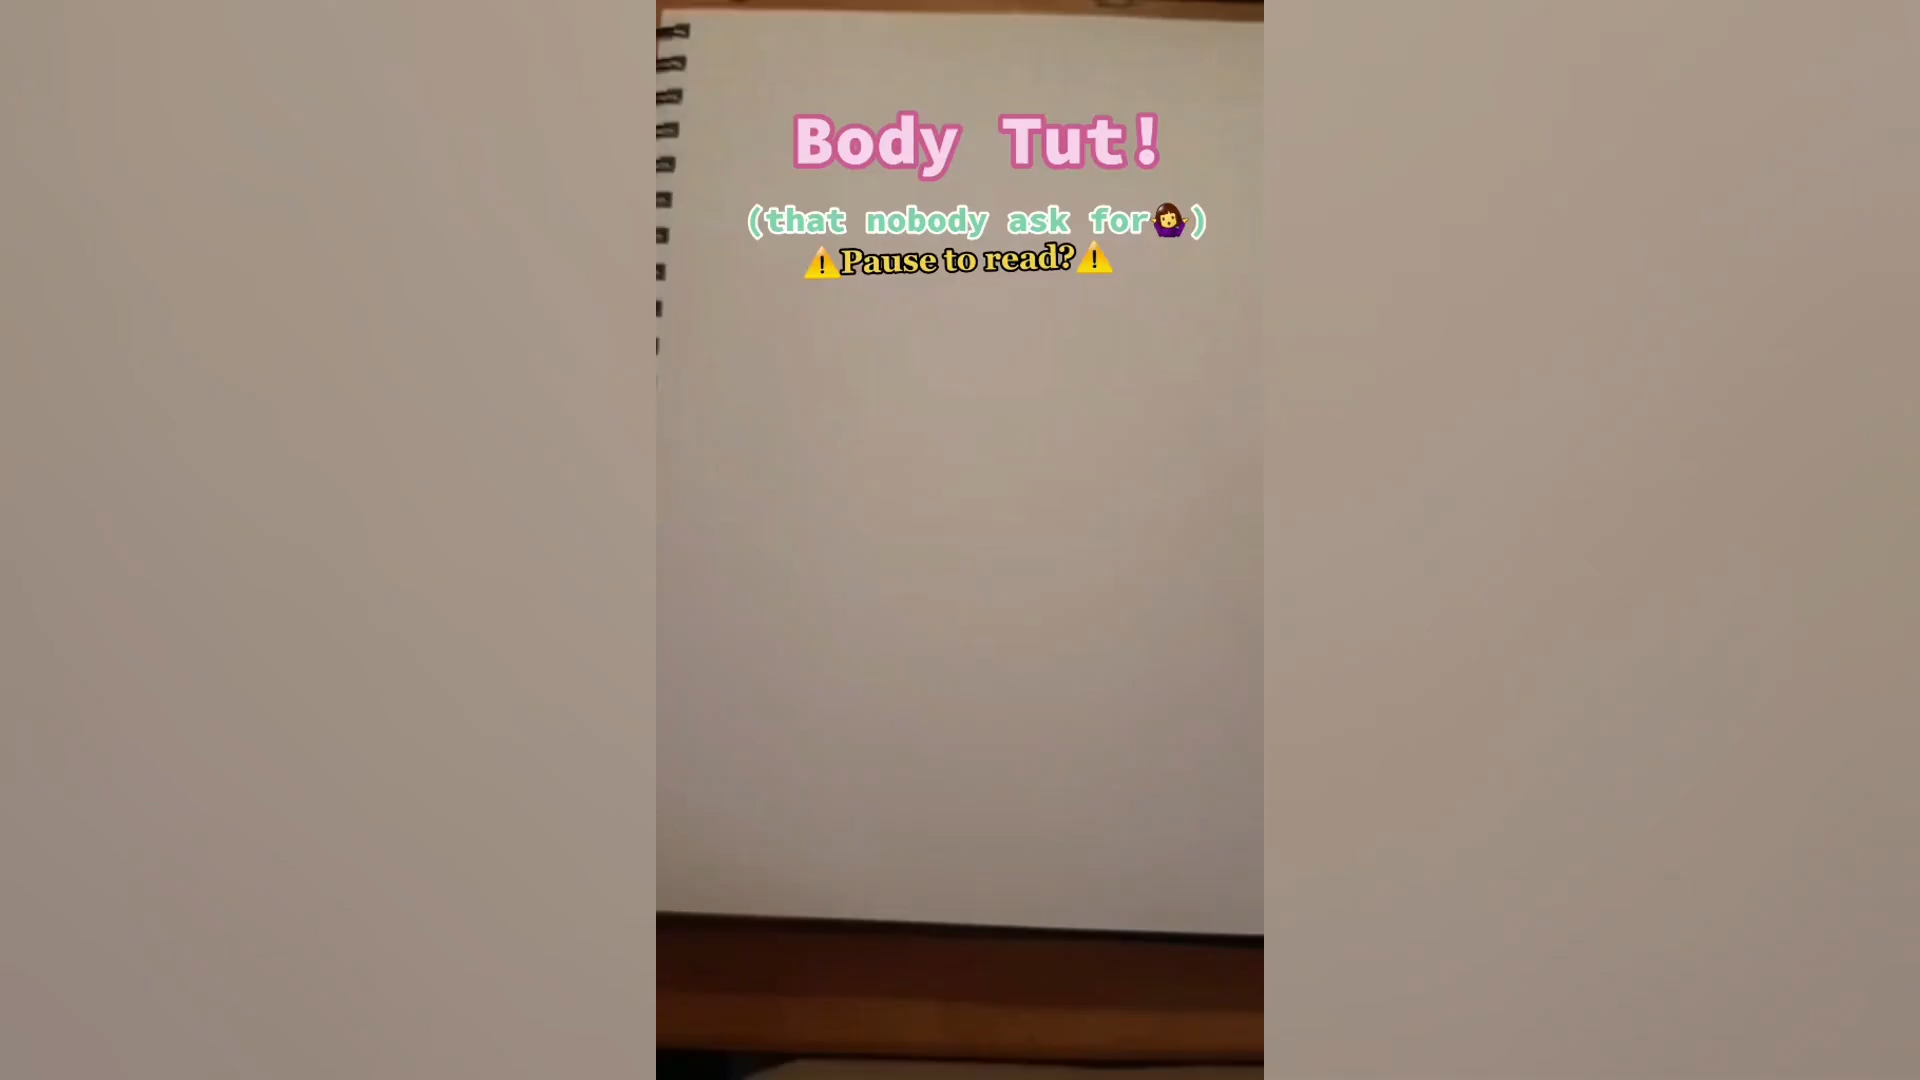 Body Tut!
(that nobody ask for🤷‍♀️)
⚠️Pause to read?⚠️